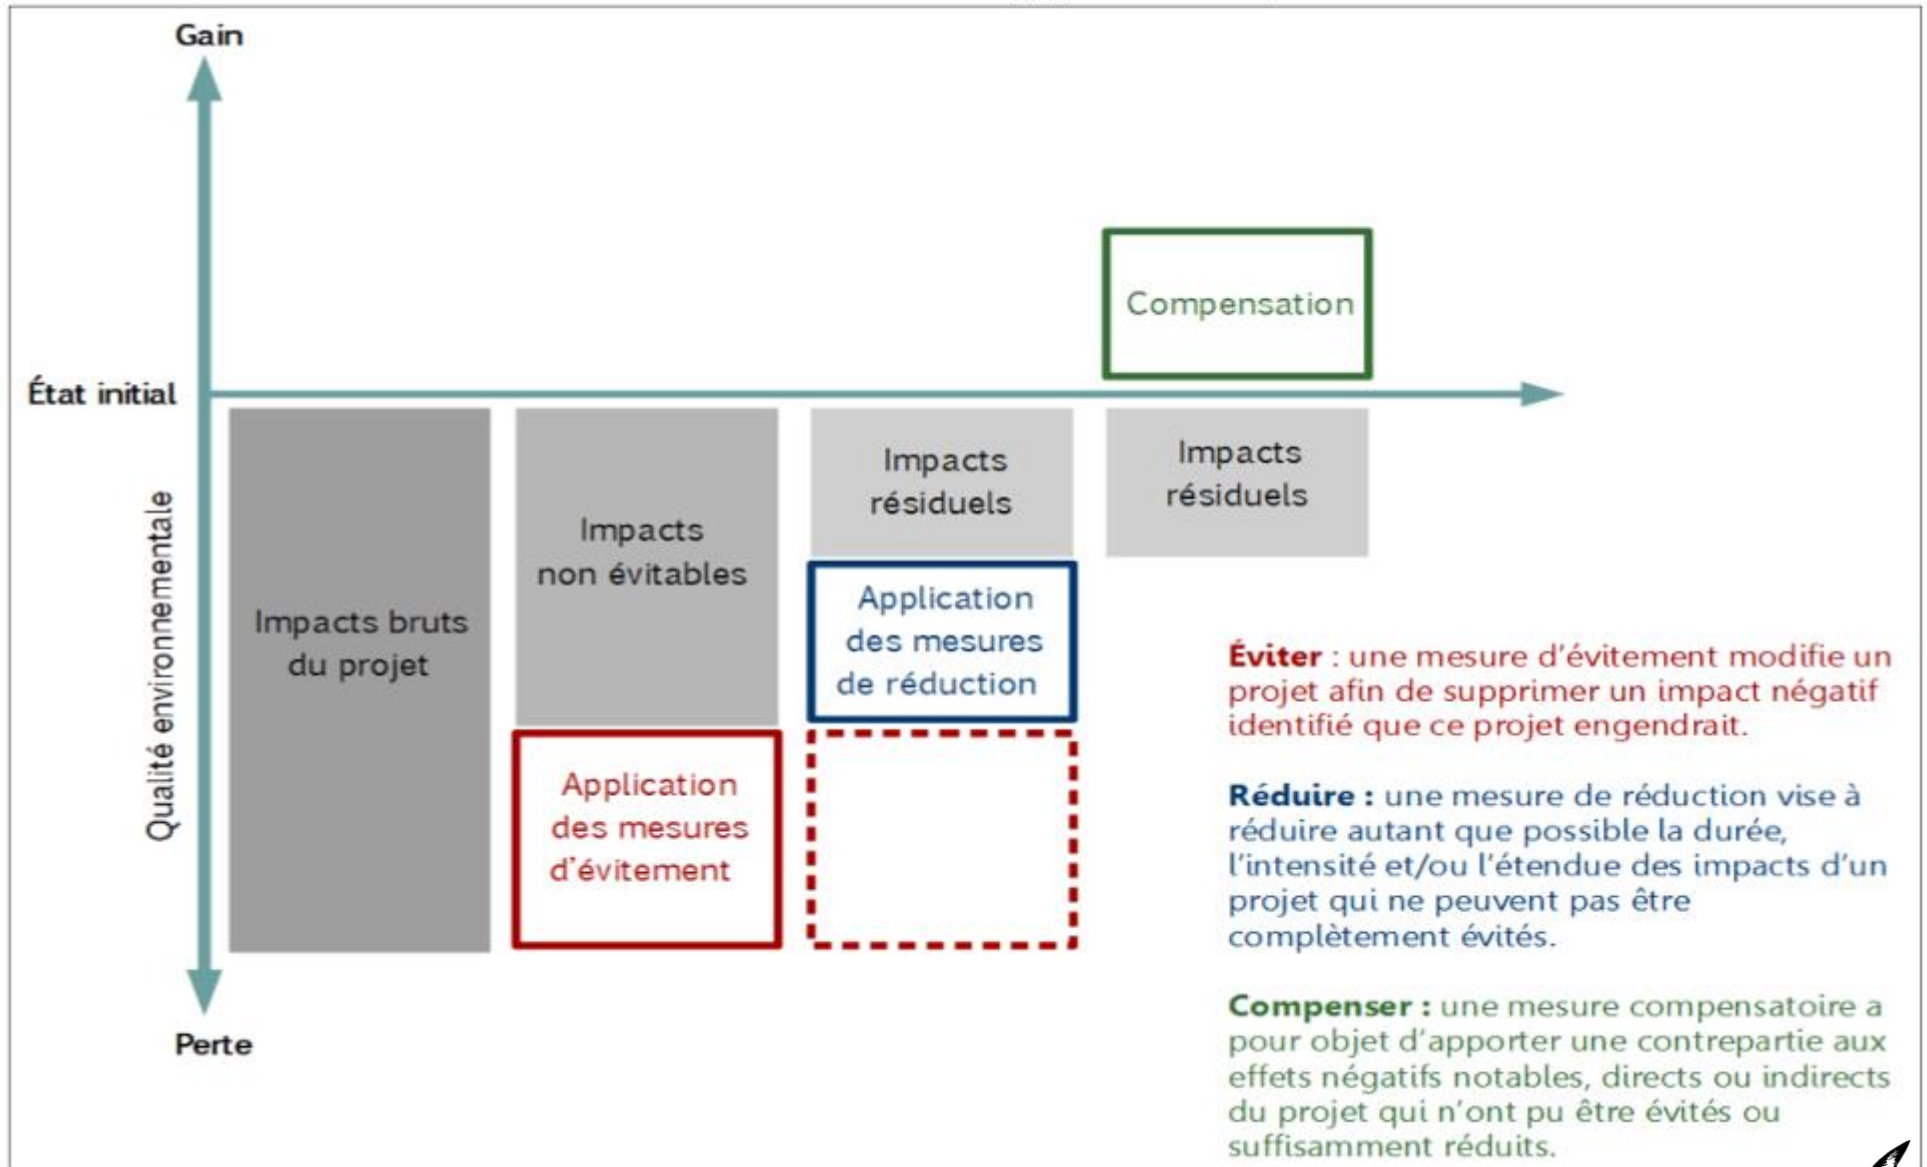 Gain
État initial
Qualité environnementale
Perte
Impacts bruts
du projet
Impacts
non évitables
Application
des mesures
d'évitement
Impacts
résiduels
Application
des mesures
de réduction
Compensation
Impacts
résiduels
Éviter : une mesure d'évitement modifie un
projet afin de supprimer un impact négatif
identifié que ce projet engendrait.
Réduire : une mesure de réduction vise à
réduire autant que possible la durée,
l'intensité et/ou l'étendue des impacts d'un
projet qui ne peuvent pas être
complètement évités.
Compenser : une mesure compensatoire a
pour objet d'apporter une contrepartie aux
effets négatifs notables, directs ou indirects
du projet qui n'ont pu être évités ou
suffisamment réduits.